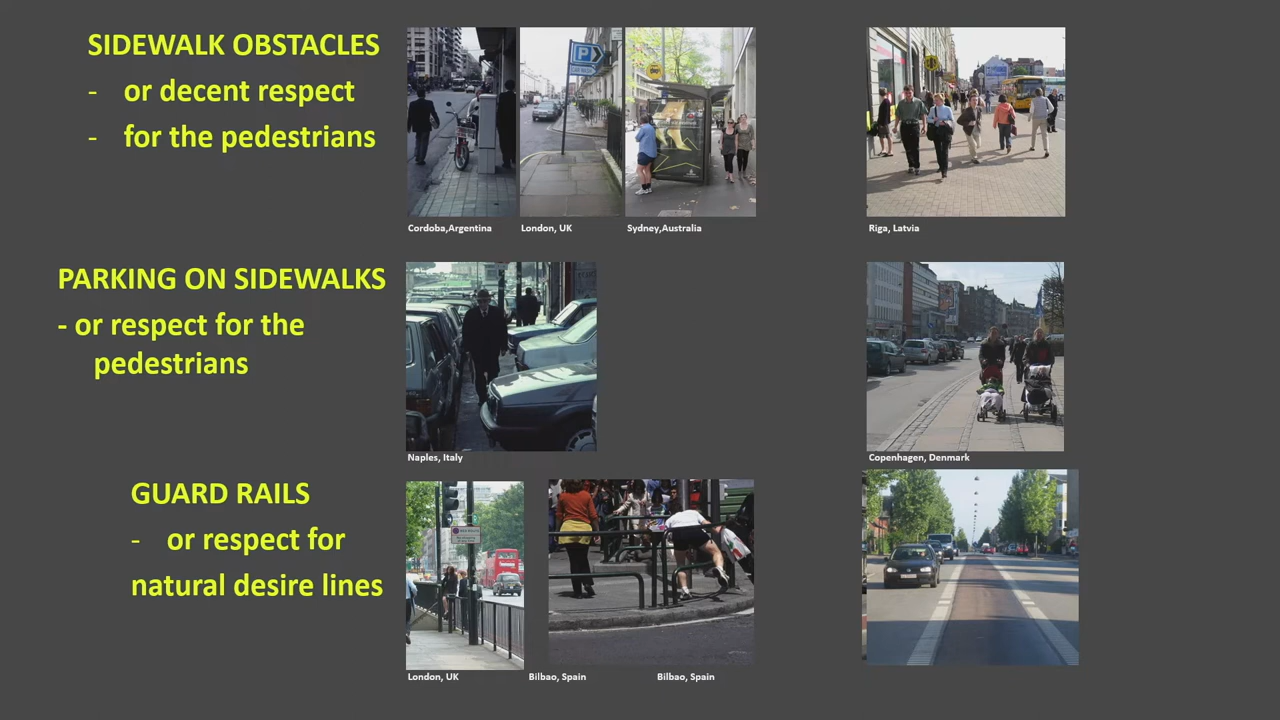 SIDEWALK OBSTACLES
- or decent respect
- for the pedestrians
Cordoba,Argentina
London, UK
Sydney,Australia
Riga, Latvia
PARKING ON SIDEWALKS
- or respect for the
pedestrians
Naples, Italy
Copenhagen, Denmark
GUARD RAILS
- or respect for
natural desire lines
London, UK
Bilbao, Spain
Bilbao, Spain
P